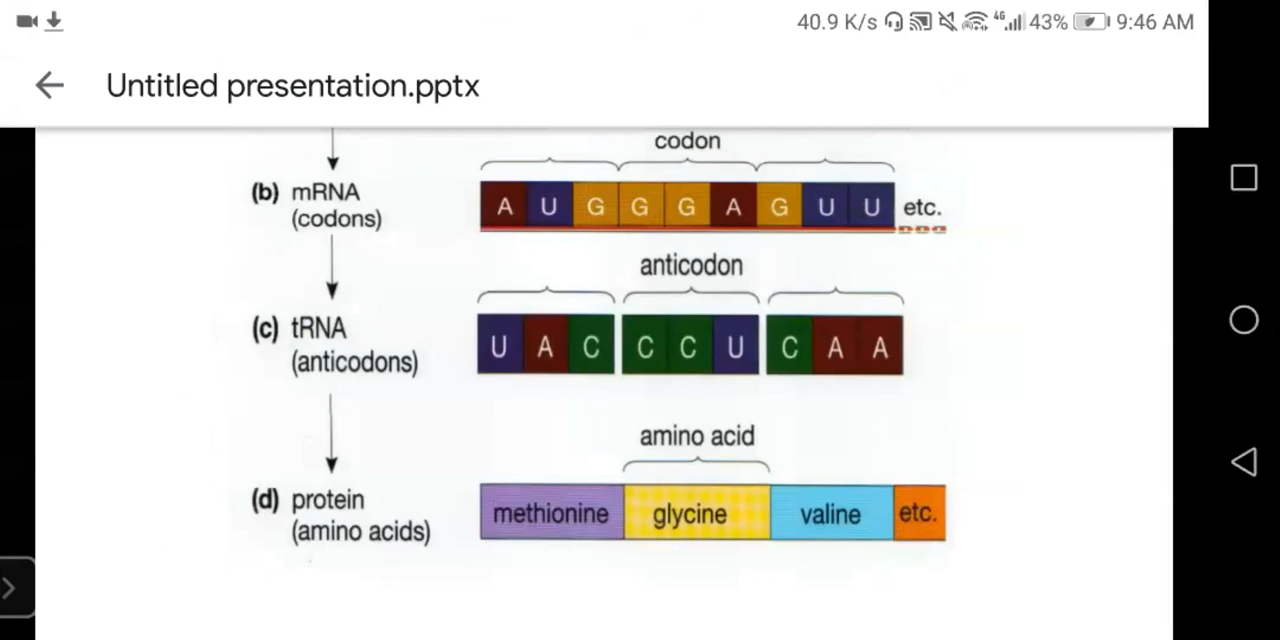 40.9 K/s 4G 43% 9:46 AM
Untitled presentation.pptx
codon
(b) mRNA
(codons)
A U G G G A G U U etc.
anticodon
(c) tRNA
(anticodons)
U A C C C U C A A
amino acid
(d) protein
(amino acids)
methionine glycine valine etc.